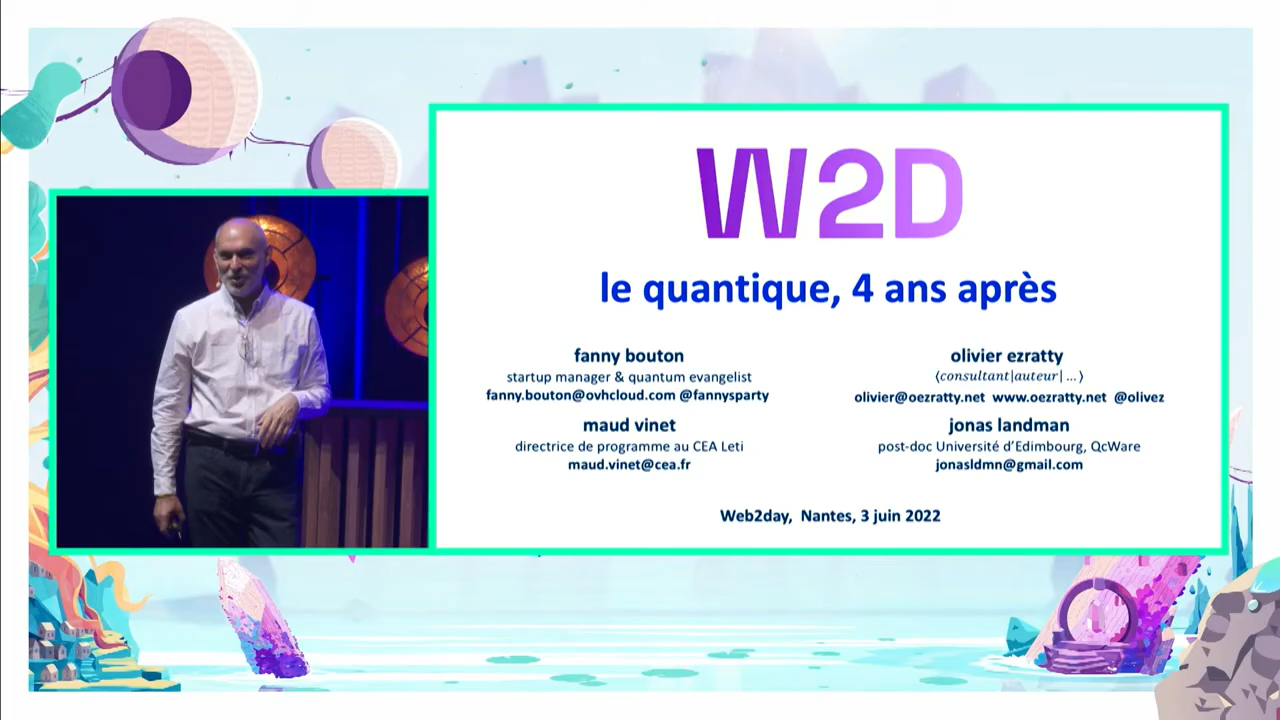 W2D
le quantique, 4 ans après
fanny bouton
startup manager & quantum evangelist
fanny.bouton@ovhcloud.com @fannysparty
olivier ezratty
⟨consultant|auteur| ...⟩
olivier@oezratty.net www.oezratty.net @olivez
maud vinet
directrice de programme au CEA Leti
maud.vinet@cea.fr
jonas landman
post-doc Université d'Edimbourg, QcWare
jonasldmn@gmail.com
Web2day, Nantes, 3 juin 2022